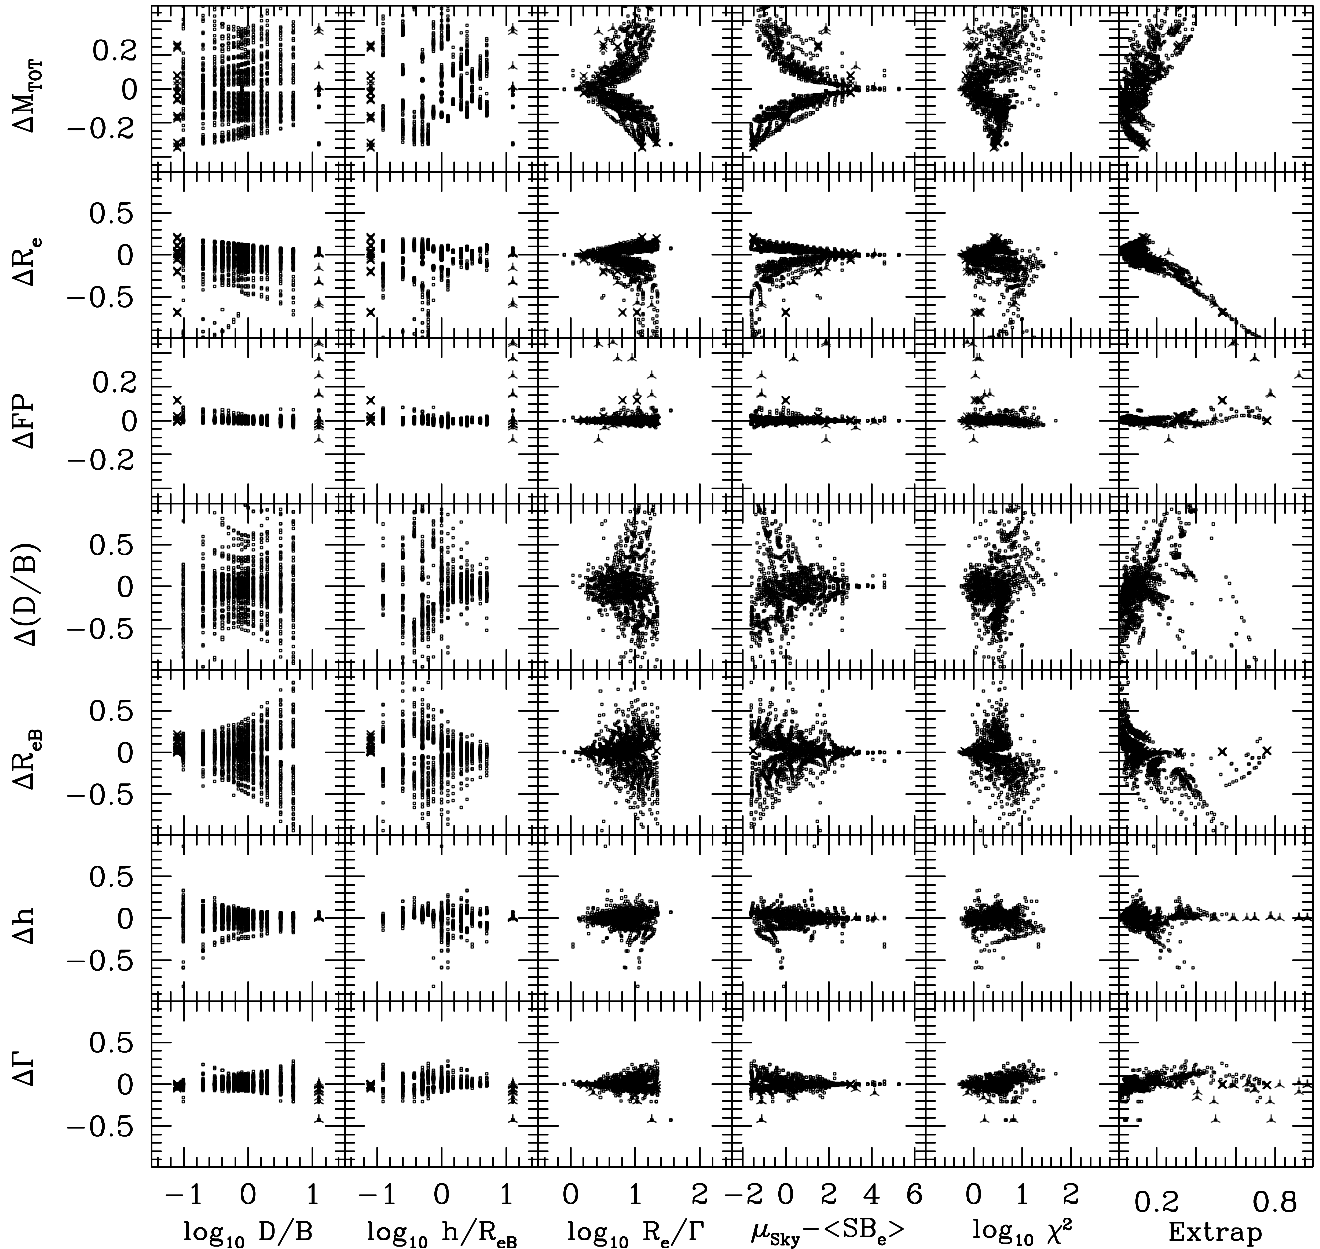 ΔM_TOT
0.2
0
−0.2
ΔR_e
0.5
0
−0.5
ΔFP
0.2
0
−0.2
Δ(D/B)
0.5
0
−0.5
ΔR_eB
0.5
0
−0.5
Δh
0.5
0
−0.5
ΔΓ
0.5
0
−0.5
−1 0 1 −1 0 1 0 1 2 −2 0 2 4 6 0 1 2 0.2 0.8
log₁₀ D/B log₁₀ h/R_eB log₁₀ R_e/Γ μ_Sky−<SB_e> log₁₀ χ² Extrap